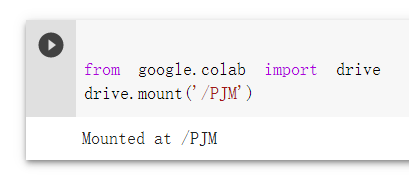 from google.colab import drive
drive.mount('/PJM')
Mounted at /PJM